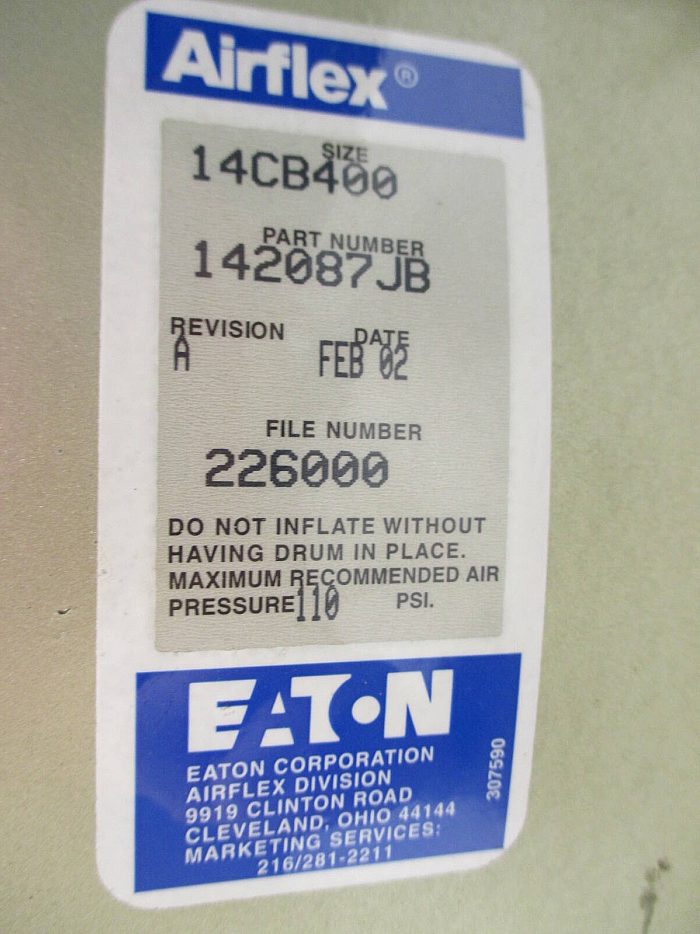 Airflex®
SIZE
14CB400
PART NUMBER
142087JB
REVISION DATE
A FEB 02
FILE NUMBER
226000
DO NOT INFLATE WITHOUT
HAVING DRUM IN PLACE.
MAXIMUM RECOMMENDED AIR
PRESSURE 110 PSI.
EATON
EATON CORPORATION
AIRFLEX DIVISION
9919 CLINTON ROAD
CLEVELAND, OHIO 44144
MARKETING SERVICES:
216/281-2211
307590